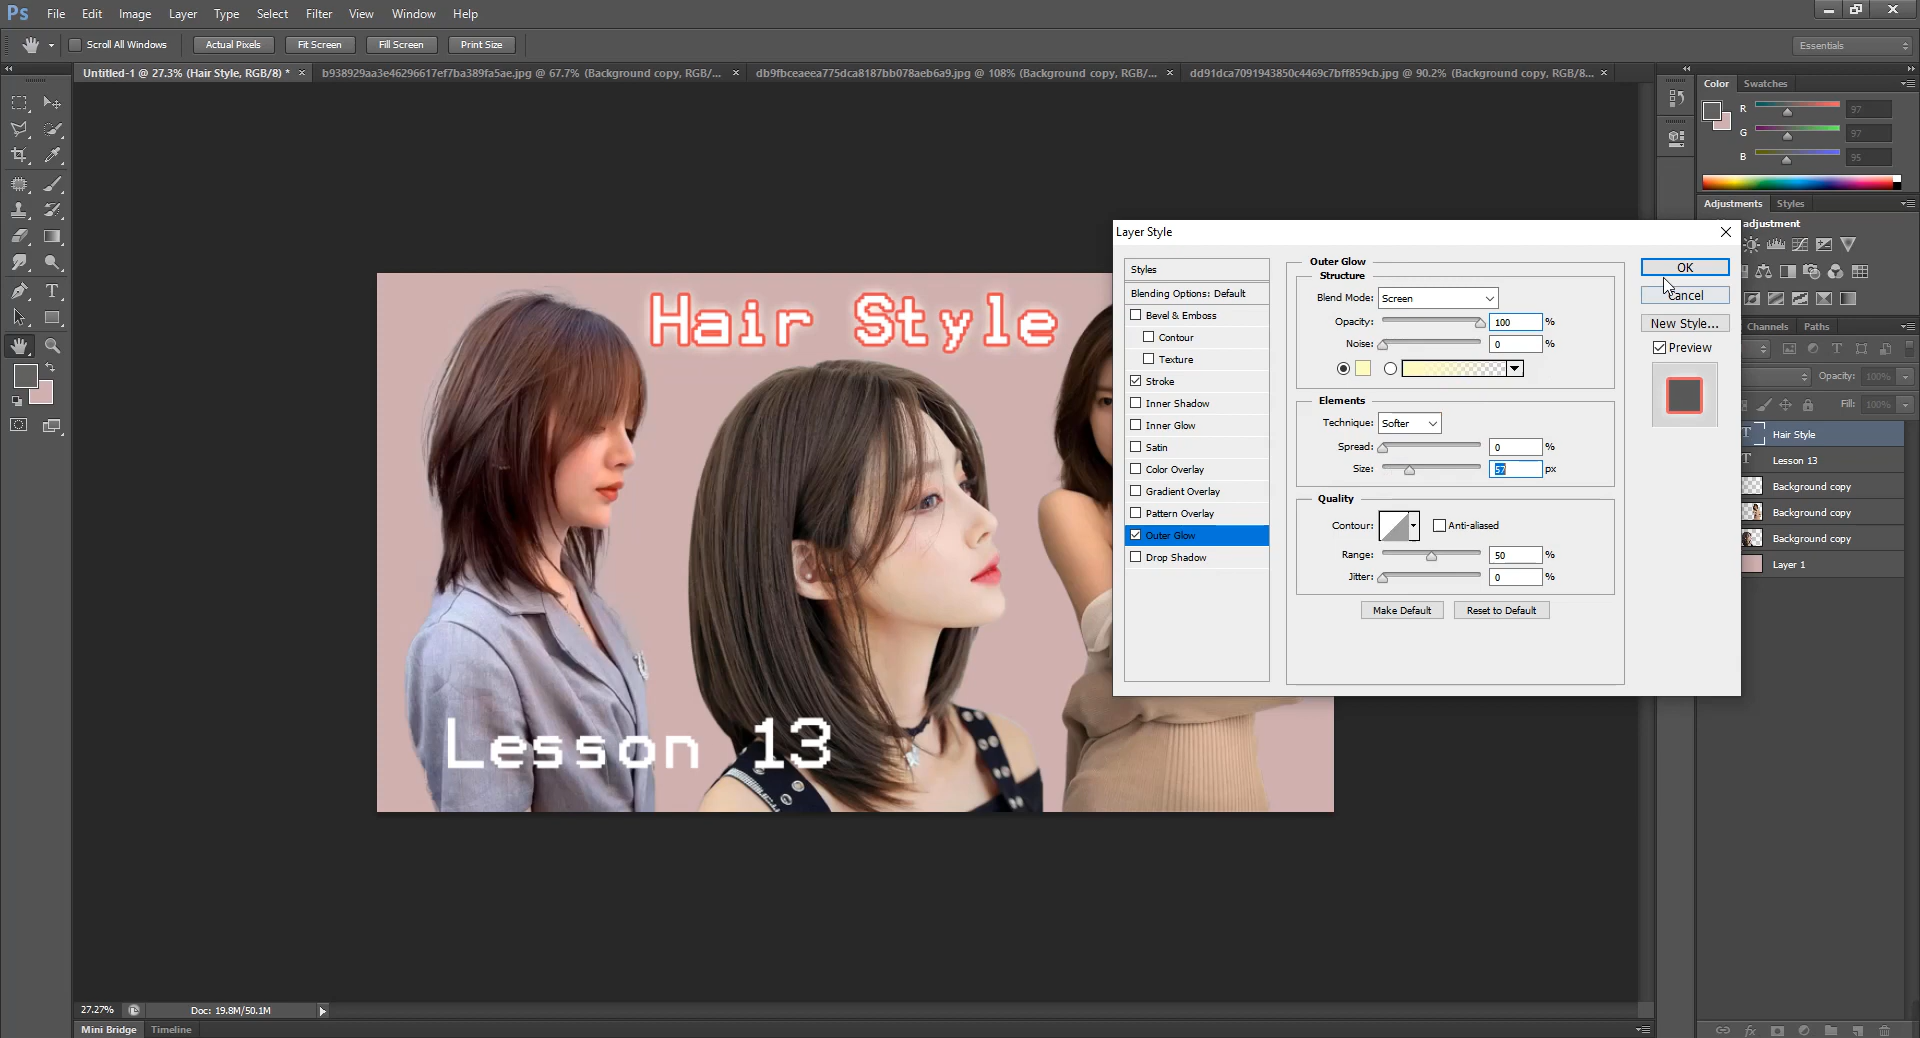 Ps File Edit Image Layer Type Select Filter View Window Help
Scroll All Windows Actual Pixels Fit Screen Fill Screen Print Size Essentials
Untitled-1 @ 27.3% (Hair Style, RGB/8) * × b938929aa3e46296617ef7ba389fa5ae.jpg @ 67.7% (Background copy, RGB/... × db9fbceaeea775dca8187bb078aeb6a9.jpg @ 108% (Background copy, RGB/... × dd91dca7091943850c4469c7bff859cb.jpg @ 90.2% (Background copy, RGB/8... ×
Color Swatches
R 97
G 97
B 95
Adjustments Styles
adjustment
Channels Paths
Opacity: 100%
Fill: 100%
Hair Style
Lesson 13
Background copy
Background copy
Background copy
Layer 1
Layer Style
Styles
Blending Options: Default
Bevel & Emboss
Contour
Texture
Stroke
Inner Shadow
Inner Glow
Satin
Color Overlay
Gradient Overlay
Pattern Overlay
Outer Glow
Drop Shadow
Outer Glow
Structure
Blend Mode: Screen
Opacity: 100 %
Noise: 0 %
Elements
Technique: Softer
Spread: 0 %
Size: 57 px
Quality
Contour: Anti-aliased
Range: 50 %
Jitter: 0 %
Make Default Reset to Default
OK
Cancel
New Style...
Preview
Hair Style
Lesson 13
27.27% Doc: 19.8M/50.1M
Mini Bridge Timeline